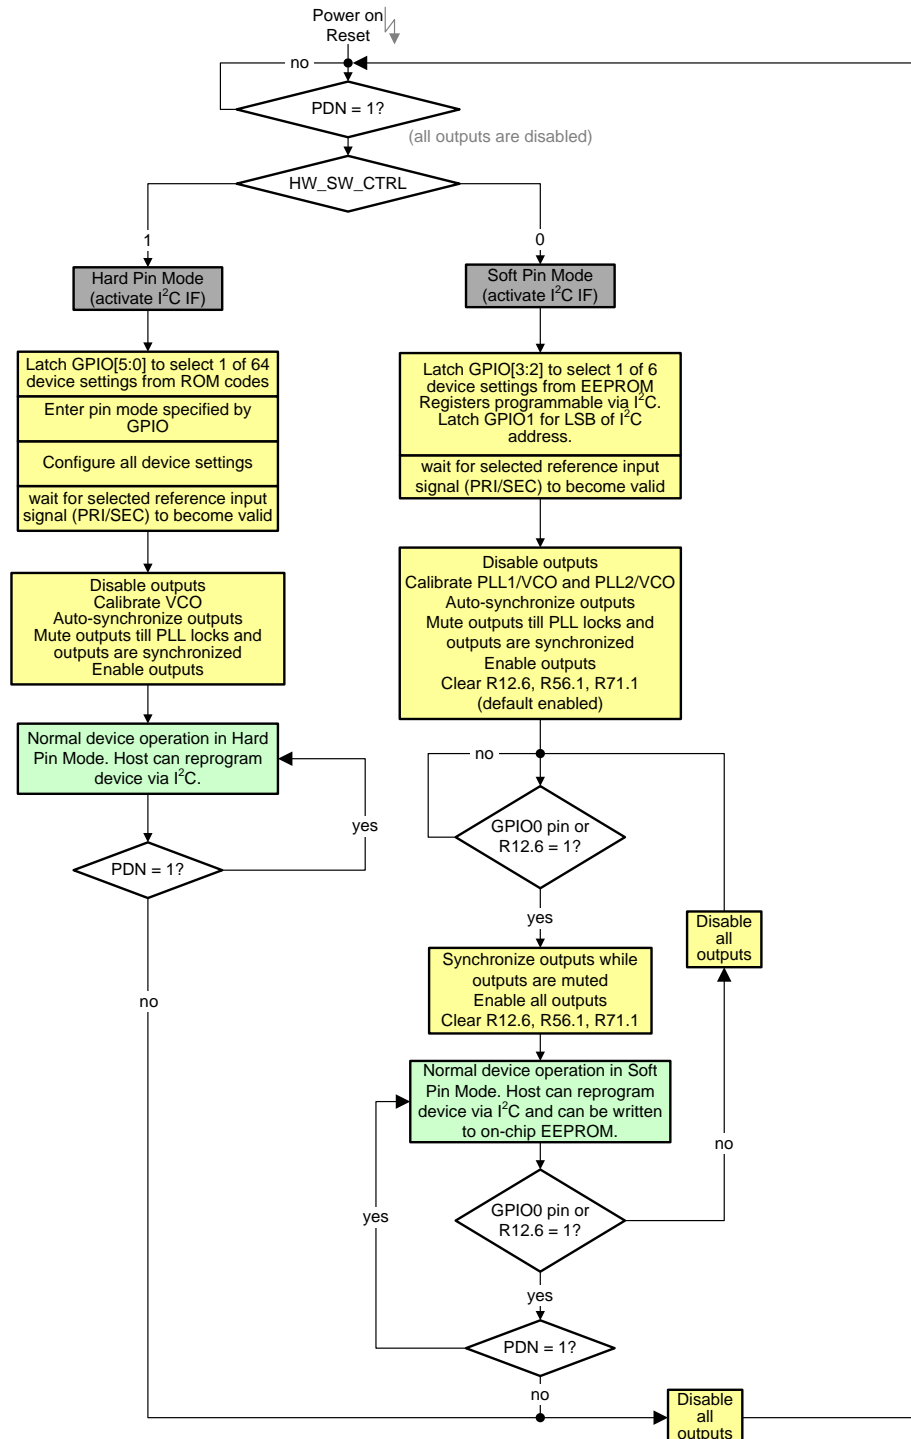 Power on
Reset
no
PDN = 1?
(all outputs are disabled)
HW_SW_CTRL
1
0
Hard Pin Mode
(activate I²C IF)
Soft Pin Mode
(activate I²C IF)
Latch GPIO[5:0] to select 1 of 64
device settings from ROM codes
Enter pin mode specified by
GPIO
Configure all device settings
wait for selected reference input
signal (PRI/SEC) to become valid
Latch GPIO[3:2] to select 1 of 6
device settings from EEPROM
Registers programmable via I²C.
Latch GPIO1 for LSB of I²C
address.
wait for selected reference input
signal (PRI/SEC) to become valid
Disable outputs
Calibrate VCO
Auto-synchronize outputs
Mute outputs till PLL locks and
outputs are synchronized
Enable outputs
Disable outputs
Calibrate PLL1/VCO and PLL2/VCO
Auto-synchronize outputs
Mute outputs till PLL locks and
outputs are synchronized
Enable outputs
Clear R12.6, R56.1, R71.1
(default enabled)
Normal device operation in Hard
Pin Mode. Host can reprogram
device via I²C.
yes
PDN = 1?
no
no
GPIO0 pin or
R12.6 = 1?
yes
Disable
all
outputs
Synchronize outputs while
outputs are muted
Enable all outputs
Clear R12.6, R56.1, R71.1
Normal device operation in Soft
Pin Mode. Host can reprogram
device via I²C and can be written
to on-chip EEPROM.
no
GPIO0 pin or
R12.6 = 1?
yes
yes
PDN = 1?
no
Disable
all
outputs